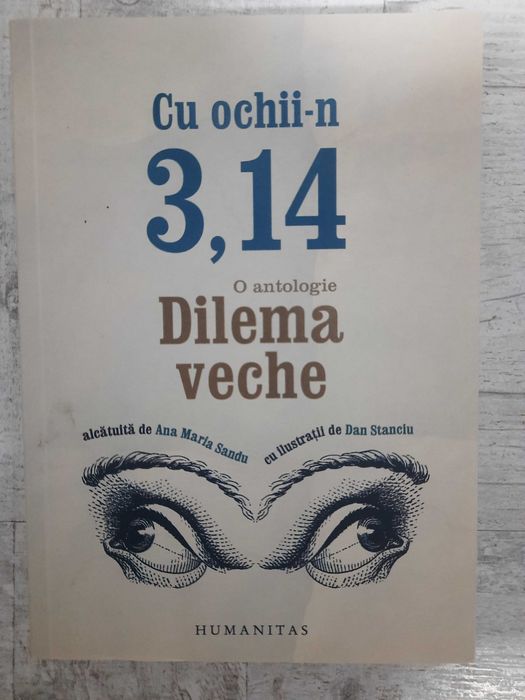 Cu ochii-n
3,14
O antologie
Dilema
veche
alcătuită de Ana Maria Sandu
cu ilustrații de Dan Stanciu
HUMANITAS